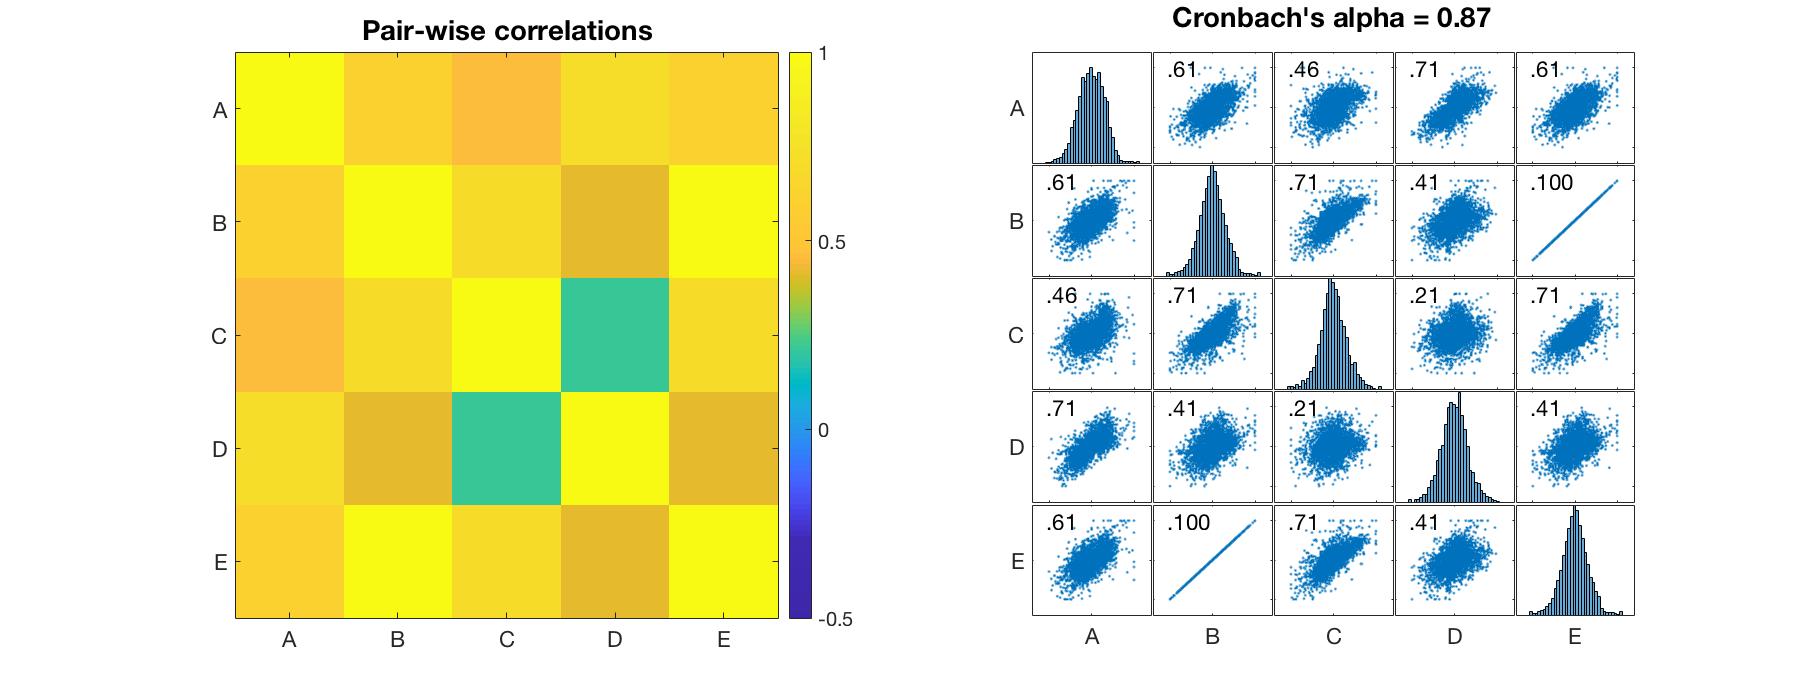 Pair-wise correlations
A
B
C
D
E
A B C D E
1
0.5
0
-0.5
Cronbach's alpha = 0.87
A .61 .46 .71 .61
B .61 .71 .41 .100
C .46 .71 .21 .71
D .71 .41 .21 .41
E .61 .100 .71 .41
A B C D E